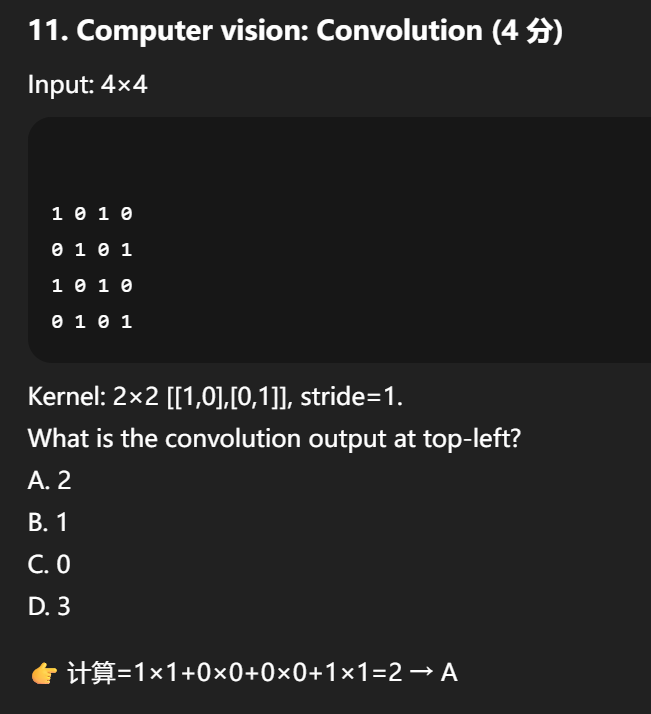 11. Computer vision: Convolution (4 分)
Input: 4×4
1 0 1 0
0 1 0 1
1 0 1 0
0 1 0 1
Kernel: 2×2 [[1,0],[0,1]], stride=1.
What is the convolution output at top-left?
A. 2
B. 1
C. 0
D. 3
👉 计算=1×1+0×0+0×0+1×1=2 → A